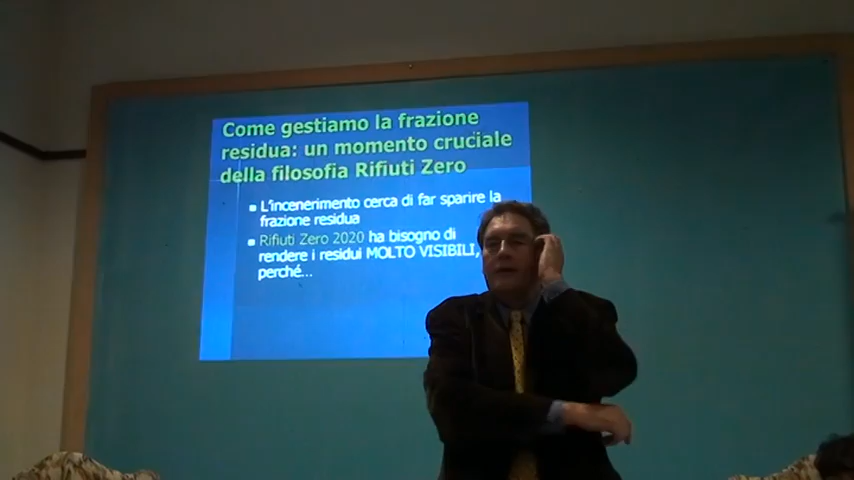 Come gestiamo la frazione
residua: un momento cruciale
della filosofia Rifiuti Zero
L'incenerimento cerca di far sparire la
frazione residua
Rifiuti Zero 2020 ha bisogno di
rendere i residui MOLTO VISIBILI,
perché...